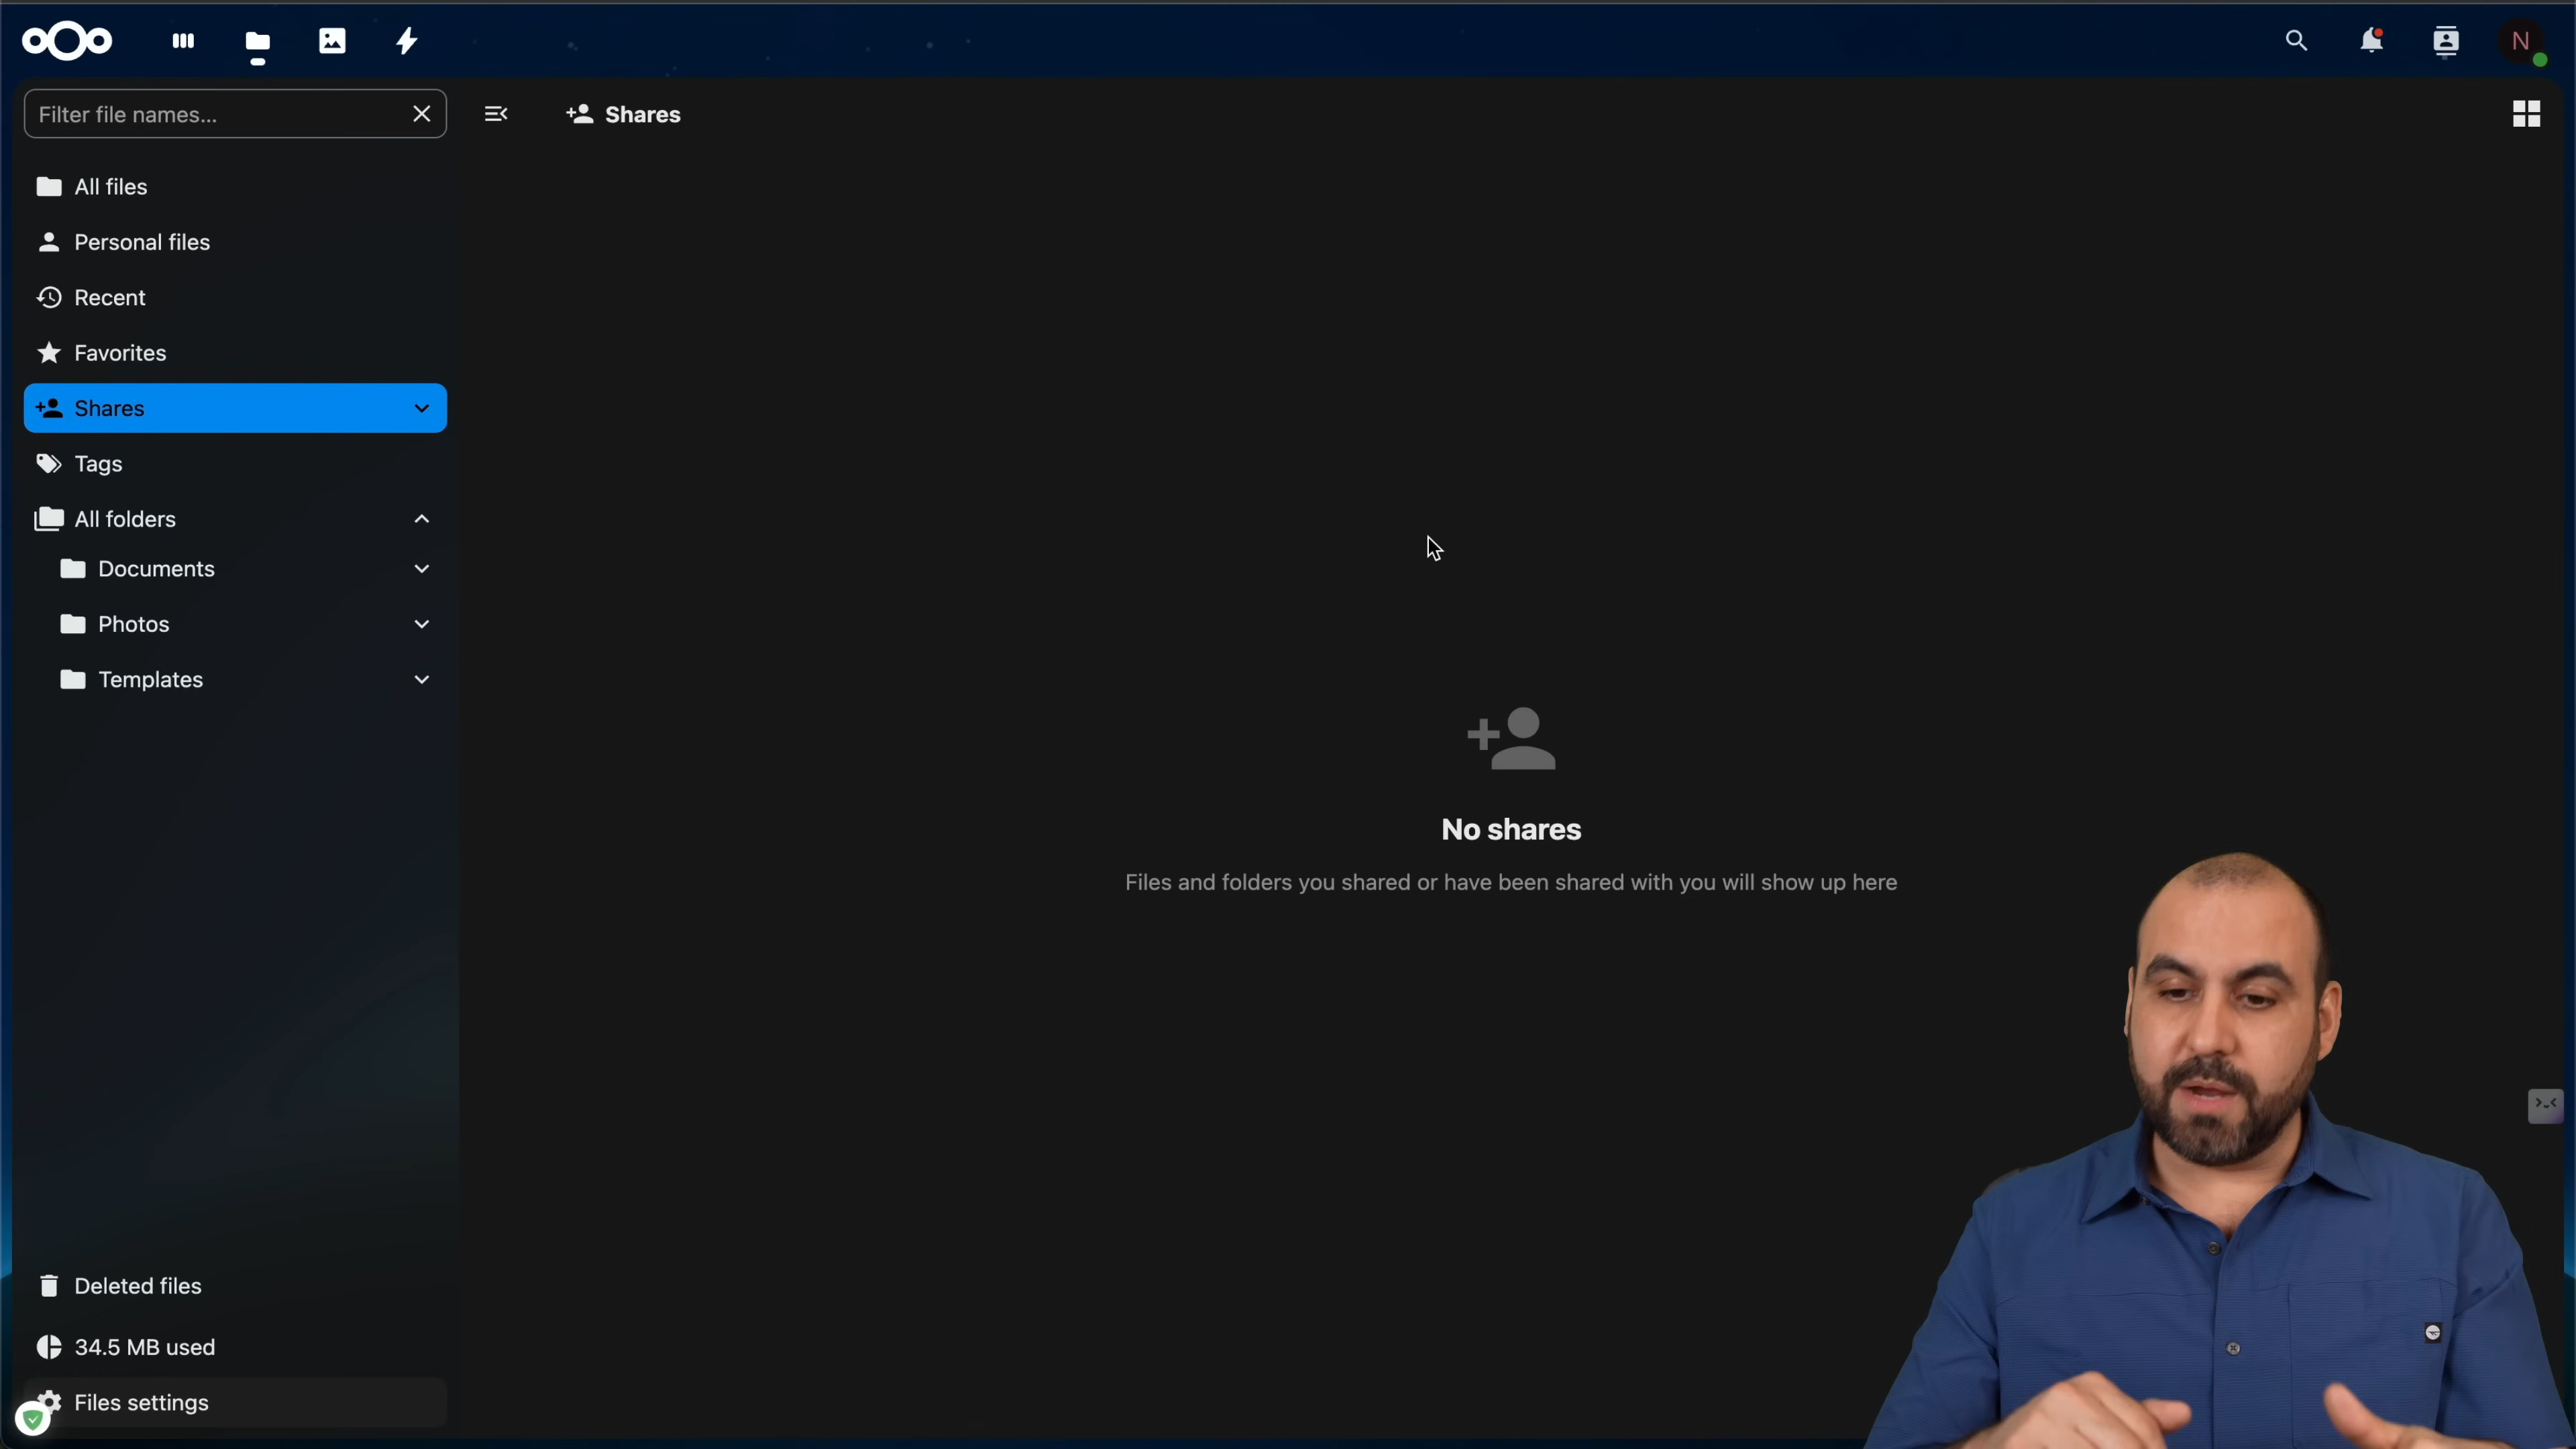 N
Filter file names...
Shares
All files
Personal files
Recent
Favorites
Shares
Tags
All folders
Documents
Photos
Templates
No shares
Files and folders you shared or have been shared with you will show up here
Deleted files
34.5 MB used
Files settings